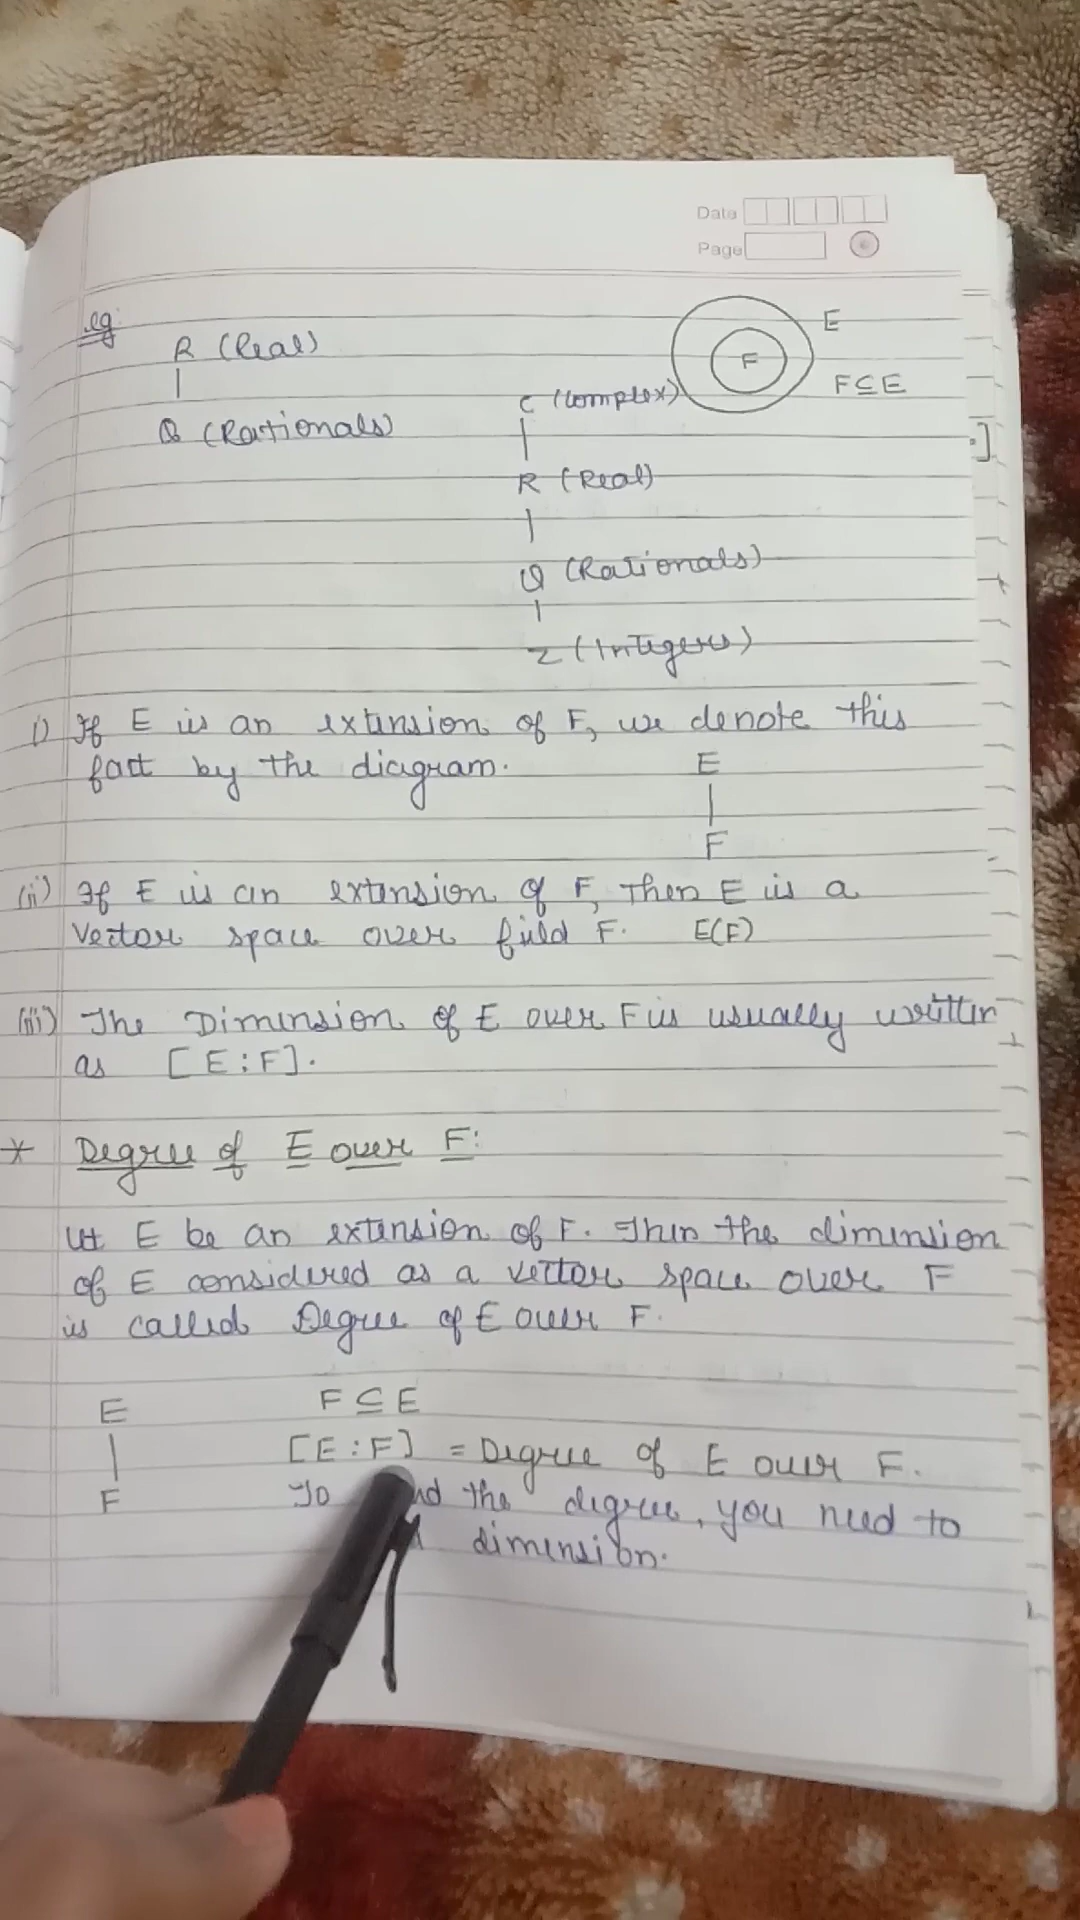 Data
Page
eg:
R (Real)
Q (Rationals)
E
F
F⊆E
C (Complex)
R (Real)
Q (Rationals)
Z (Integers)
i) If E is an extension of F, we denote this
fact by the diagram.
E
F
(ii) If E is an extension of F, then E is a
Vector space over field F. E(F)
(iii) The Dimension of E over F is usually written
as [E:F].
* Degree of E over F:
Let E be an extension of F. Then the dimension
of E considered as a vector space over F
is called Degree of E over F.
E
F
F⊆E
[E:F] = Degree of E over F.
To the degree, you need to
dimension.